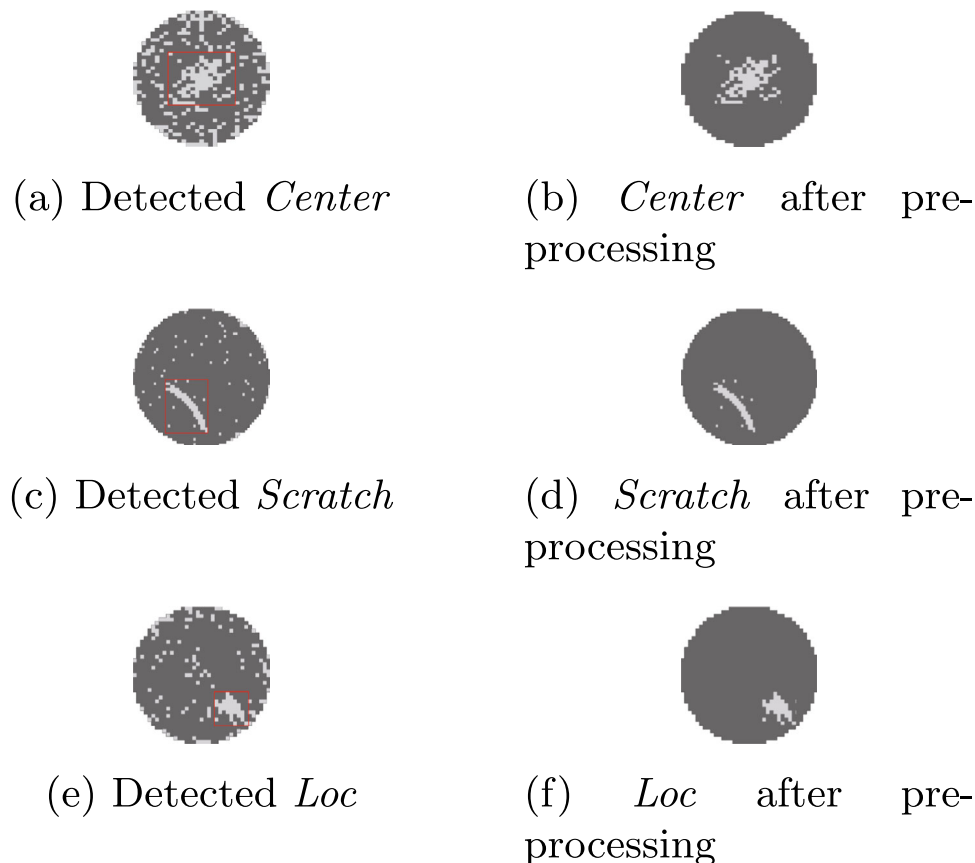 (a) Detected Center
(b) Center after pre-
processing
(c) Detected Scratch
(d) Scratch after pre-
processing
(e) Detected Loc
(f) Loc after pre-
processing